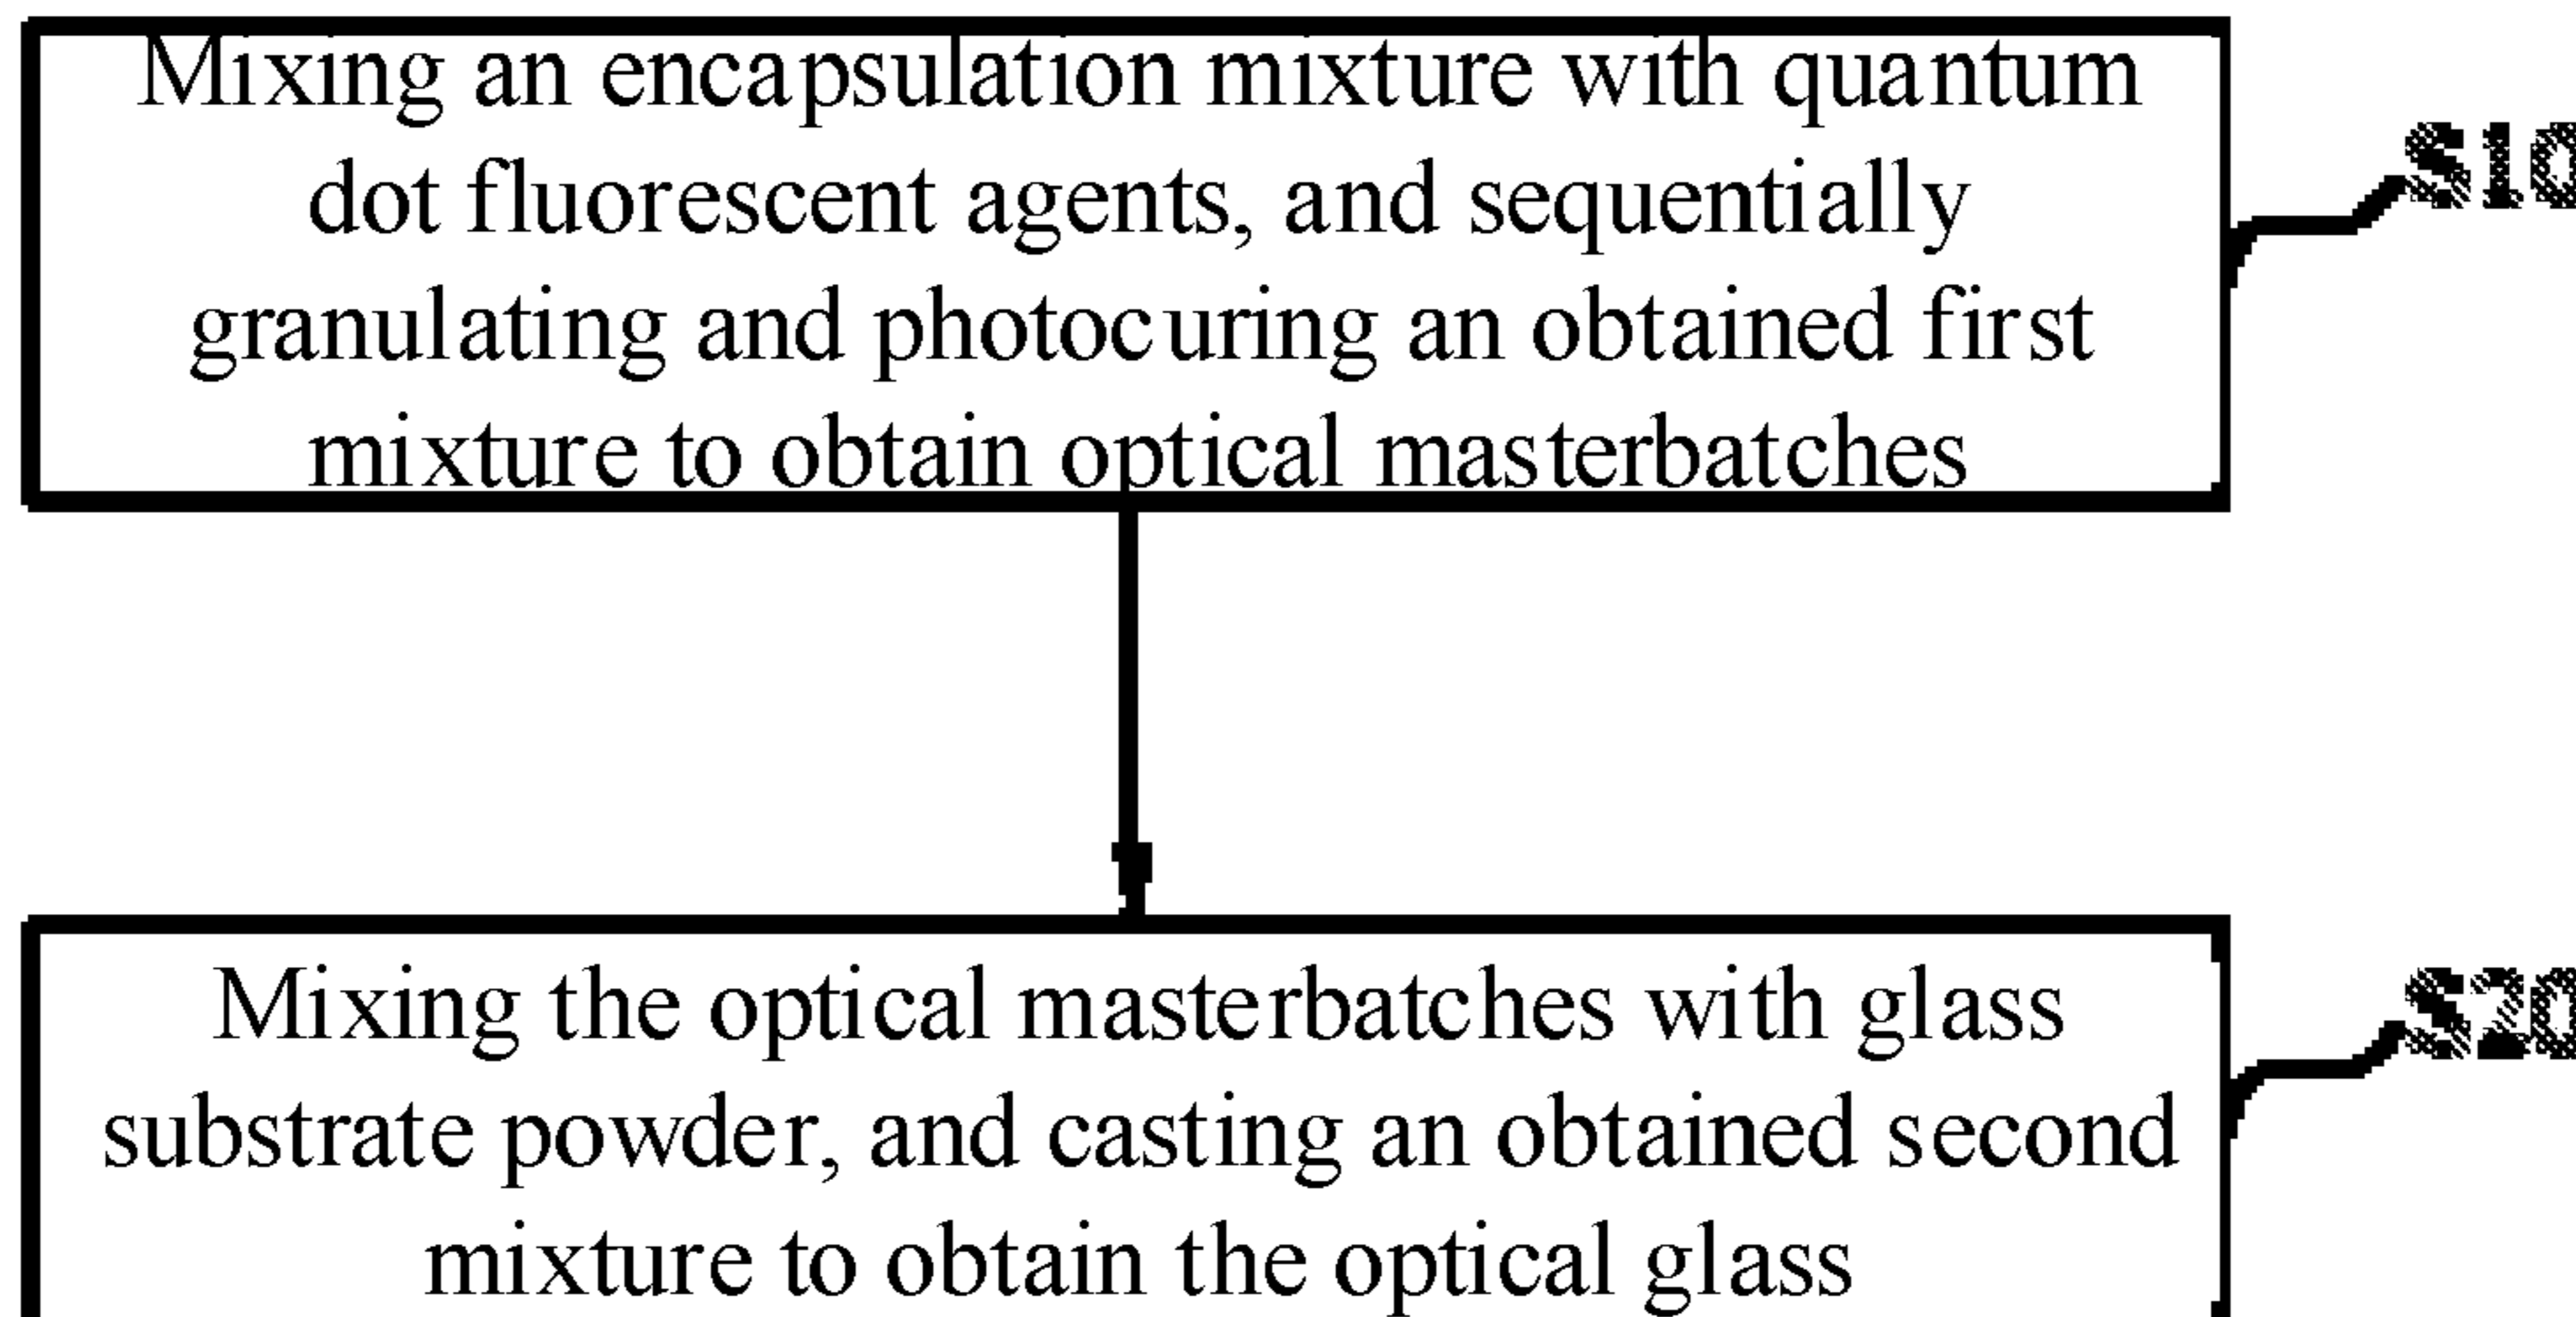 Mixing an encapsulation mixture with quantum
dot fluorescent agents, and sequentially
granulating and photocuring an obtained first
mixture to obtain optical masterbatches
S10
Mixing the optical masterbatches with glass
substrate powder, and casting an obtained second
mixture to obtain the optical glass
S20